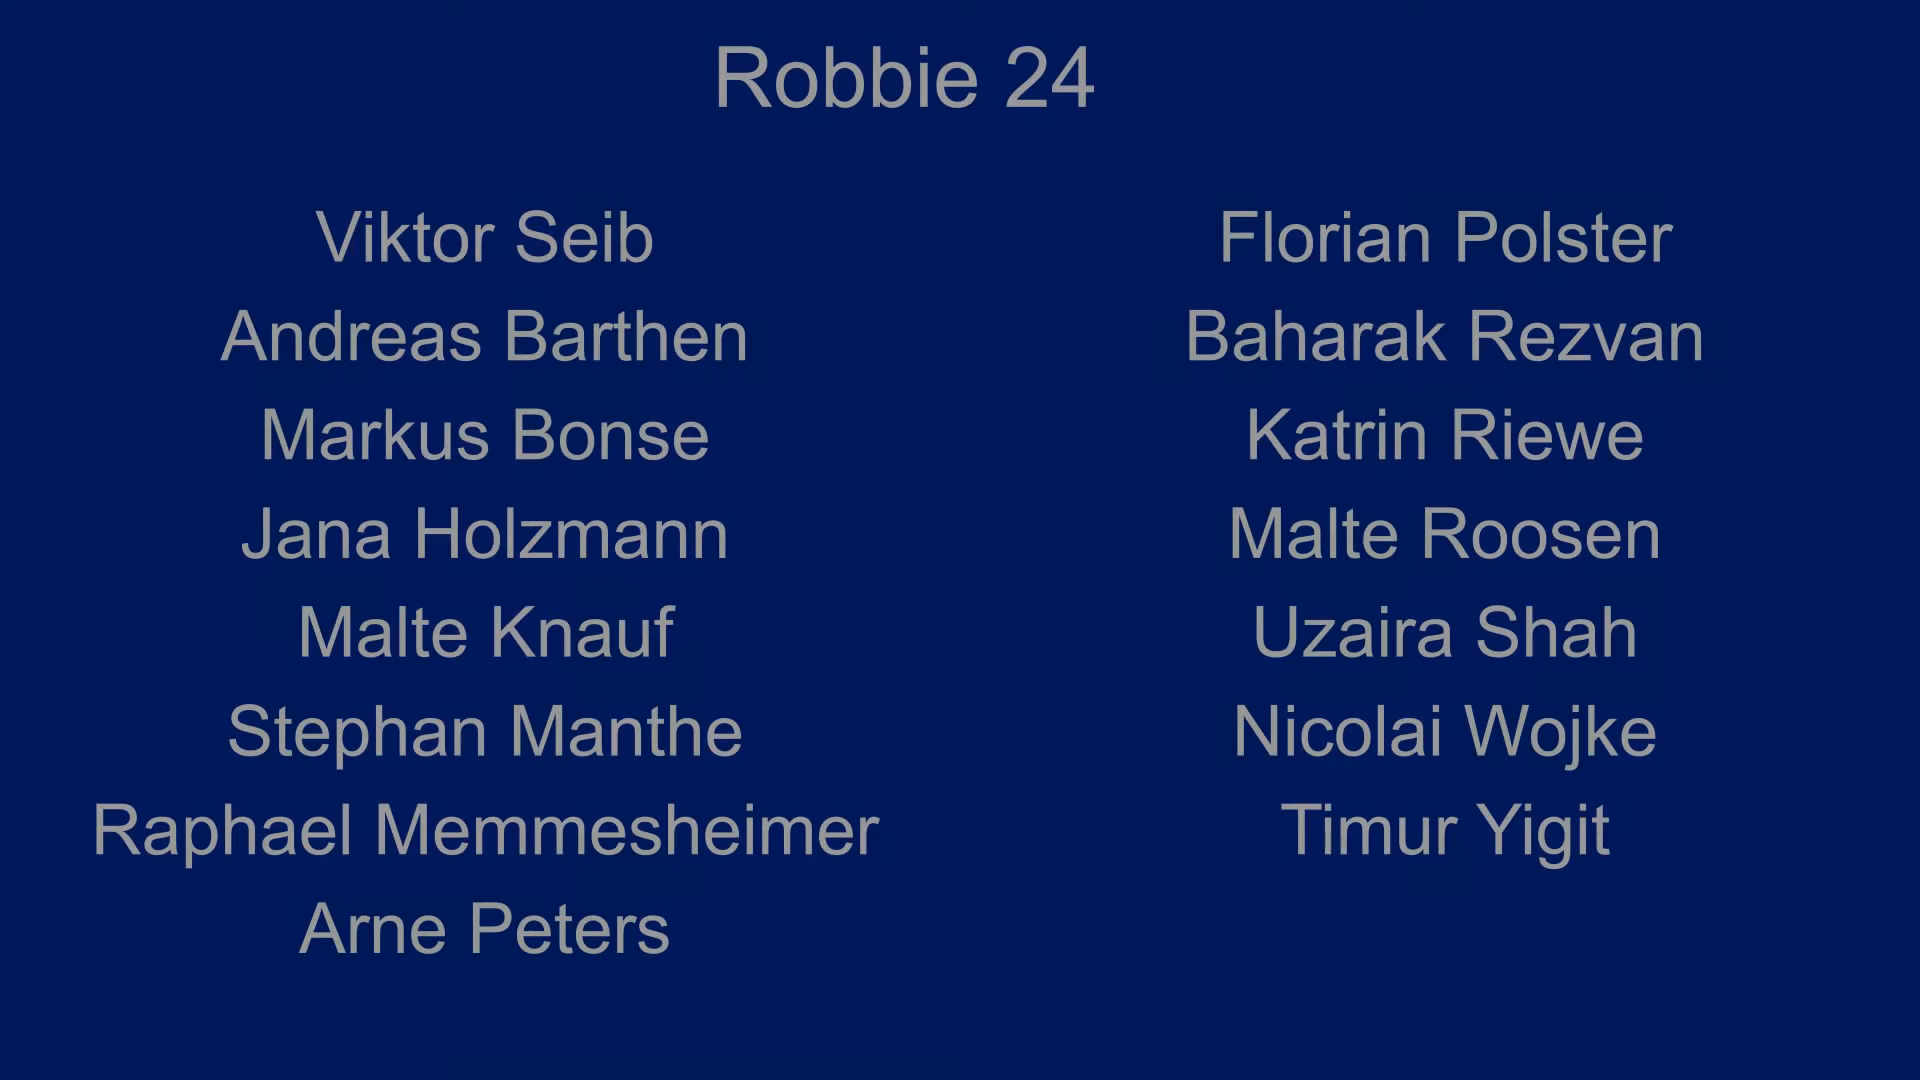 Robbie 24
Viktor Seib
Andreas Barthen
Markus Bonse
Jana Holzmann
Malte Knauf
Stephan Manthe
Raphael Memmesheimer
Arne Peters
Florian Polster
Baharak Rezvan
Katrin Riewe
Malte Roosen
Uzaira Shah
Nicolai Wojke
Timur Yigit